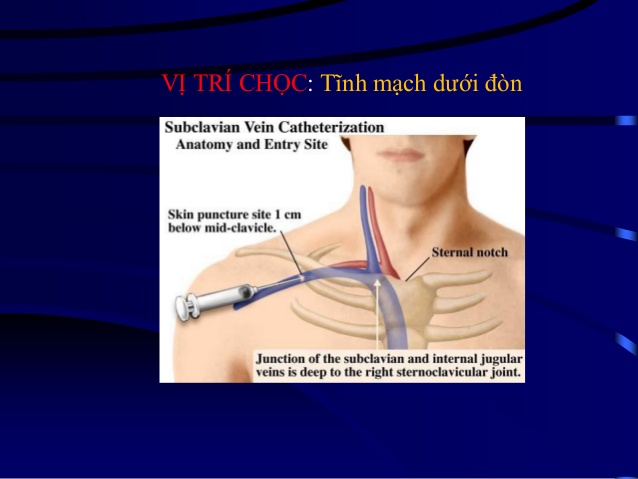 VỊ TRÍ CHỌC: Tĩnh mạch dưới đòn
Subclavian Vein Catheterization
Anatomy and Entry Site
Skin puncture site 1 cm
below mid-clavicle.
Sternal notch
Junction of the subclavian and internal jugular
veins is deep to the right sternoclavicular joint.